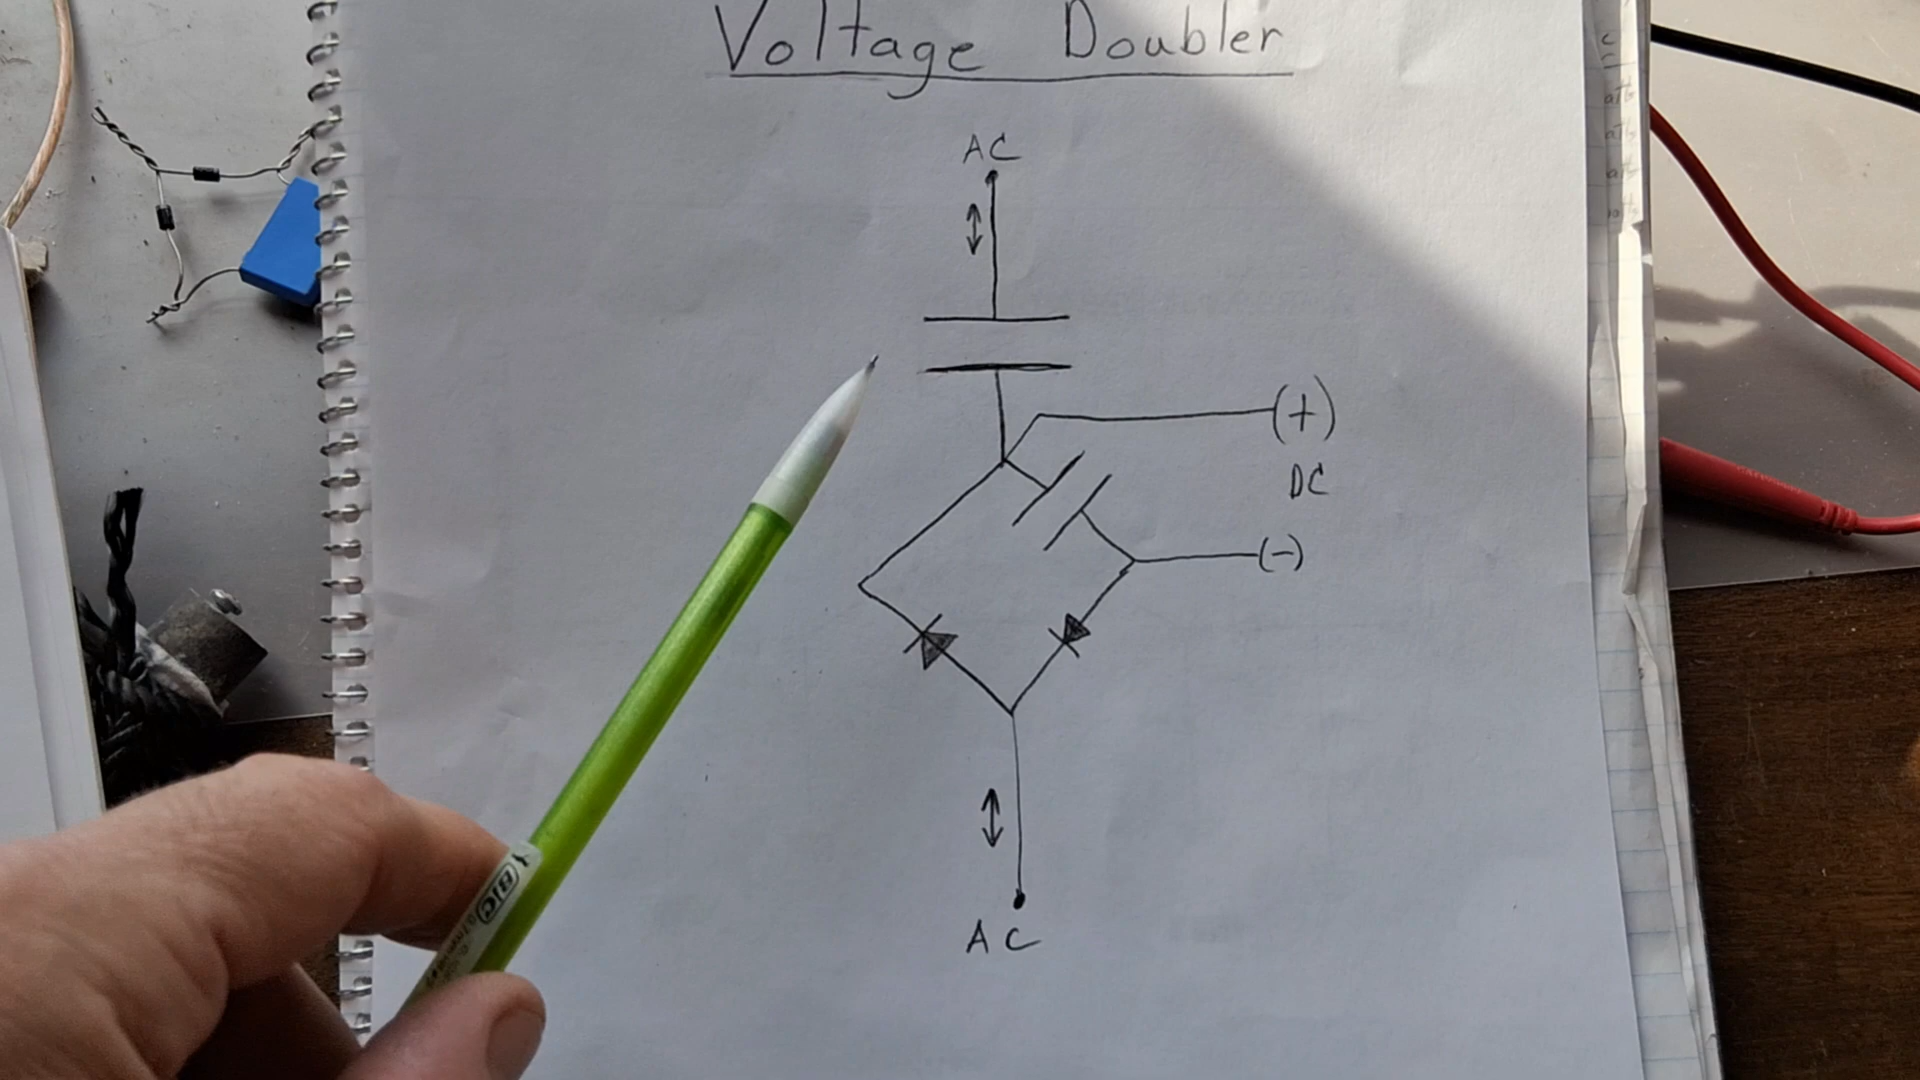 Voltage Doubler
AC
(+)
DC
(-)
AC
BIC